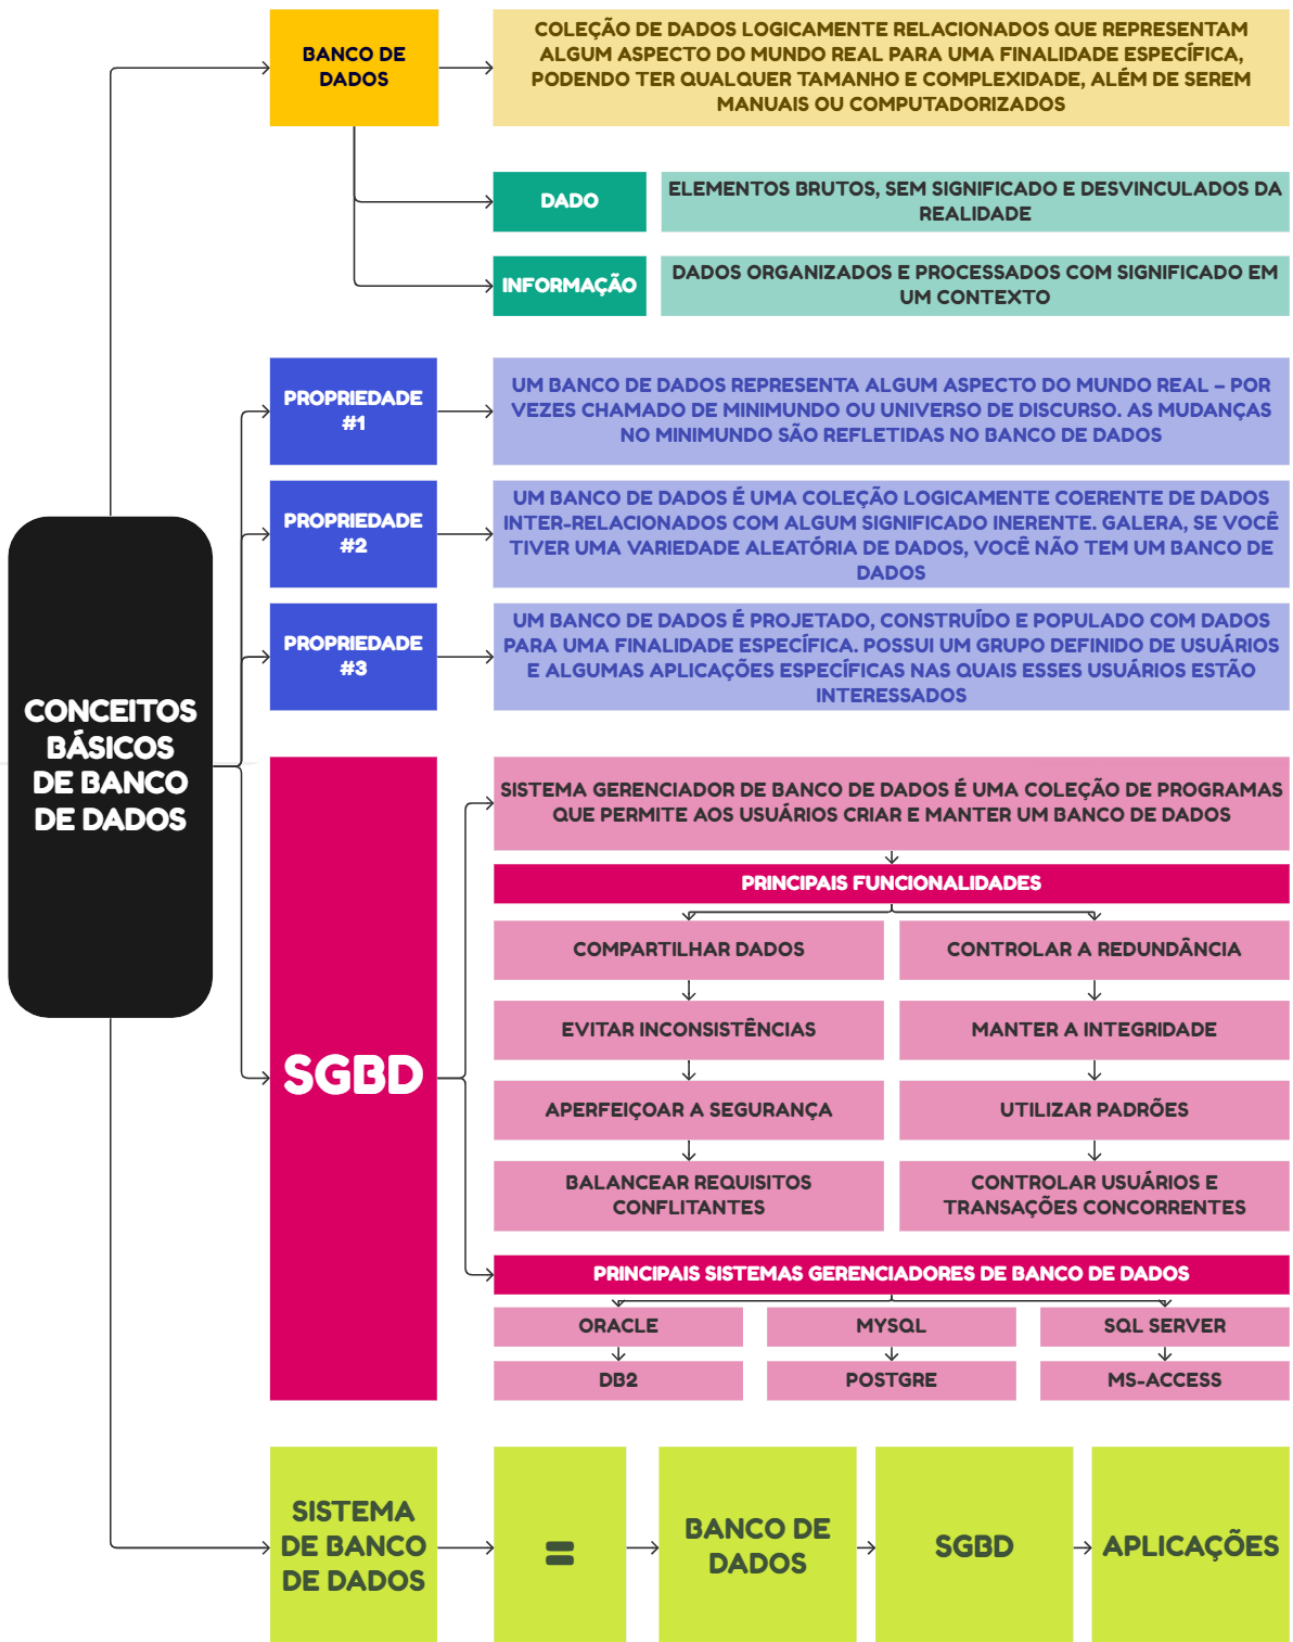 BANCO DE
DADOS
COLEÇÃO DE DADOS LOGICAMENTE RELACIONADOS QUE REPRESENTAM
ALGUM ASPECTO DO MUNDO REAL PARA UMA FINALIDADE ESPECÍFICA,
PODENDO TER QUALQUER TAMANHO E COMPLEXIDADE, ALÉM DE SEREM
MANUAIS OU COMPUTADORIZADOS
DADO
ELEMENTOS BRUTOS, SEM SIGNIFICADO E DESVINCULADOS DA
REALIDADE
INFORMAÇÃO
DADOS ORGANIZADOS E PROCESSADOS COM SIGNIFICADO EM
UM CONTEXTO
PROPRIEDADE
#1
UM BANCO DE DADOS REPRESENTA ALGUM ASPECTO DO MUNDO REAL – POR
VEZES CHAMADO DE MINIMUNDO OU UNIVERSO DE DISCURSO. AS MUDANÇAS
NO MINIMUNDO SÃO REFLETIDAS NO BANCO DE DADOS
PROPRIEDADE
#2
UM BANCO DE DADOS É UMA COLEÇÃO LOGICAMENTE COERENTE DE DADOS
INTER-RELACIONADOS COM ALGUM SIGNIFICADO INERENTE. GALERA, SE VOCÊ
TIVER UMA VARIEDADE ALEATÓRIA DE DADOS, VOCÊ NÃO TEM UM BANCO DE
DADOS
PROPRIEDADE
#3
UM BANCO DE DADOS É PROJETADO, CONSTRUÍDO E POPULADO COM DADOS
PARA UMA FINALIDADE ESPECÍFICA. POSSUI UM GRUPO DEFINIDO DE USUÁRIOS
E ALGUMAS APLICAÇÕES ESPECÍFICAS NAS QUAIS ESSES USUÁRIOS ESTÃO
INTERESSADOS
CONCEITOS
BÁSICOS
DE BANCO
DE DADOS
SGBD
SISTEMA GERENCIADOR DE BANCO DE DADOS É UMA COLEÇÃO DE PROGRAMAS
QUE PERMITE AOS USUÁRIOS CRIAR E MANTER UM BANCO DE DADOS
PRINCIPAIS FUNCIONALIDADES
COMPARTILHAR DADOS
CONTROLAR A REDUNDÂNCIA
EVITAR INCONSISTÊNCIAS
MANTER A INTEGRIDADE
APERFEIÇOAR A SEGURANÇA
UTILIZAR PADRÕES
BALANCEAR REQUISITOS
CONFLITANTES
CONTROLAR USUÁRIOS E
TRANSAÇÕES CONCORRENTES
PRINCIPAIS SISTEMAS GERENCIADORES DE BANCO DE DADOS
ORACLE
MYSQL
SQL SERVER
DB2
POSTGRE
MS-ACCESS
SISTEMA
DE BANCO
DE DADOS
=
BANCO DE
DADOS
SGBD
APLICAÇÕES